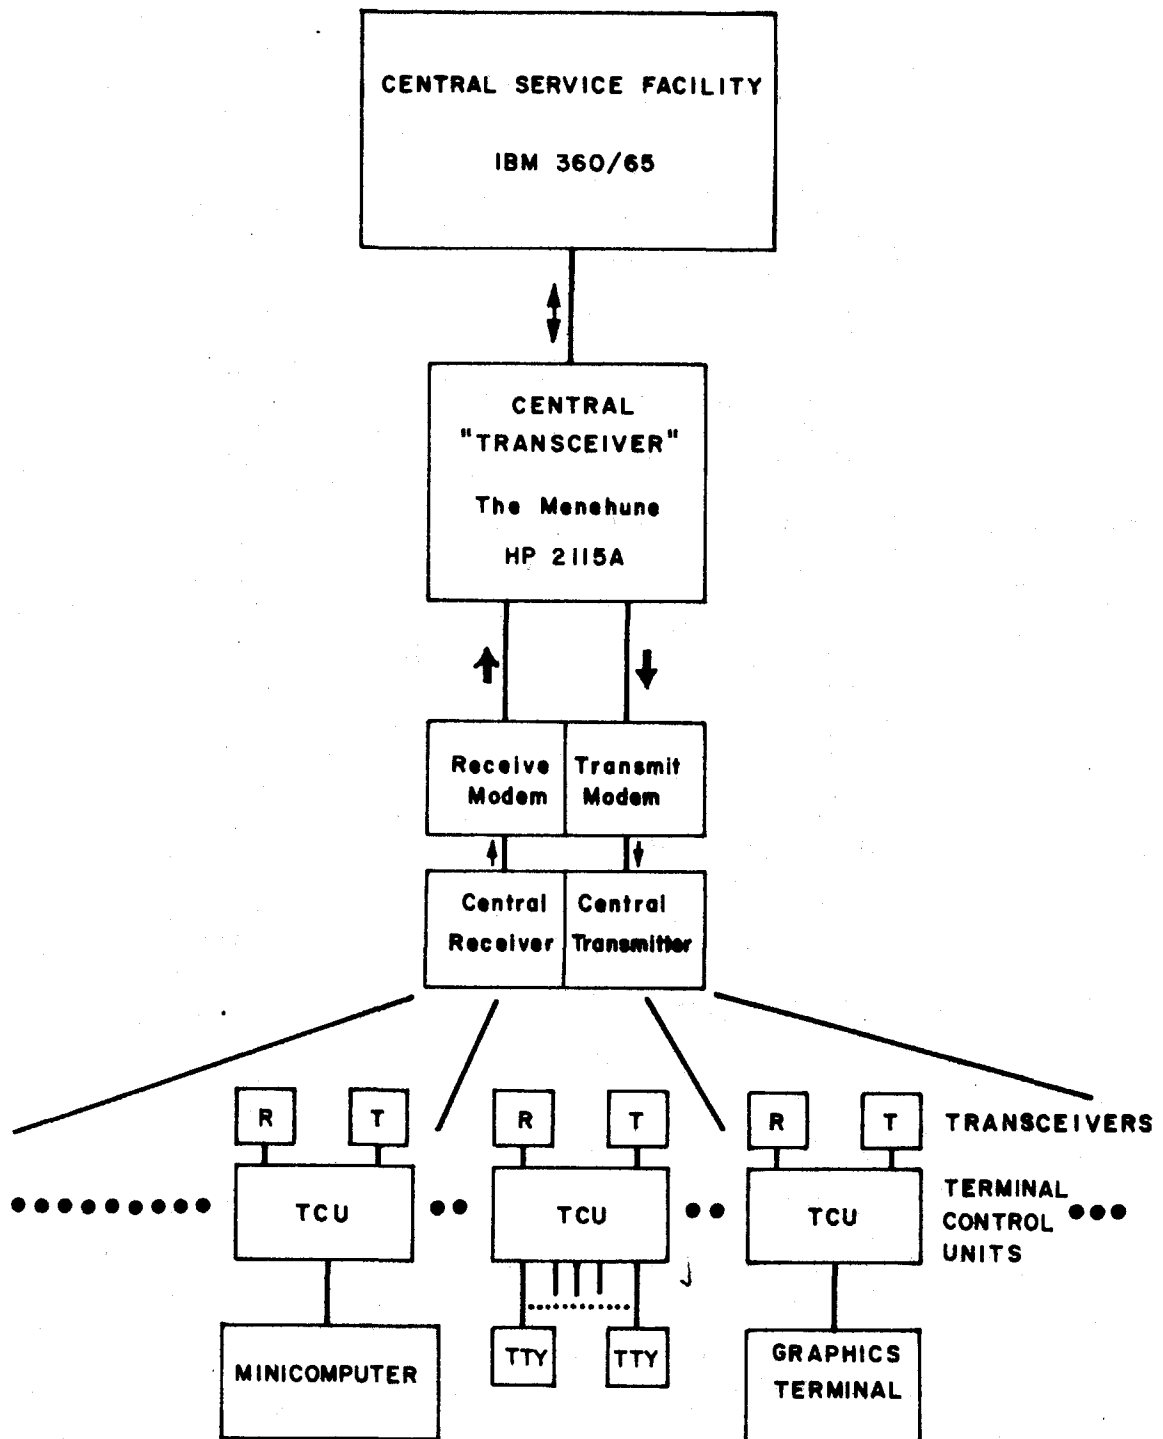 CENTRAL SERVICE FACILITY
IBM 360/65
CENTRAL
"TRANSCEIVER"
The Menehune
HP 2115A
Receive
Modem
Transmit
Modem
Central
Receiver
Central
Transmitter
R
T
R
T
R
T
TRANSCEIVERS
TCU
TCU
TCU
TERMINAL
CONTROL
UNITS
MINICOMPUTER
TTY
TTY
GRAPHICS
TERMINAL